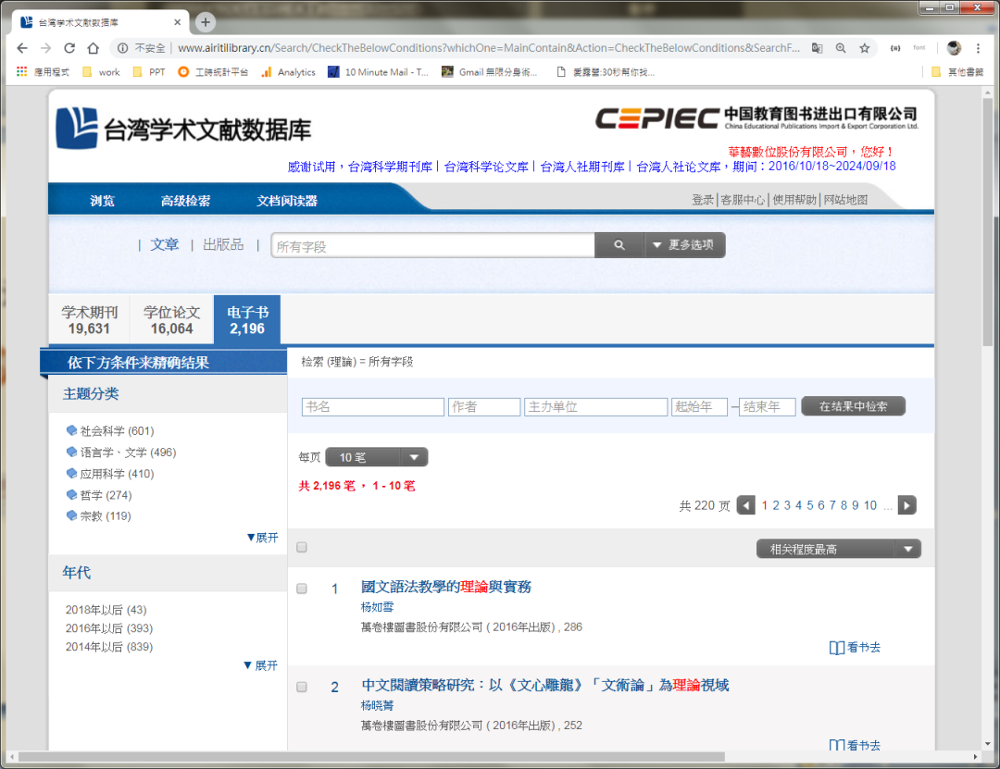 台湾学术文献数据库
不安全 | www.airitilibrary.cn/Search/CheckTheBelowConditions?whichOne=MainContain&Action=CheckTheBelowConditions&SearchF...
應用程式 work PPT 工時統計平台 Analytics 10 Minute Mail - T... Gmail 無限分身術... 愛露營:30秒幫你找... 其他書籤
台湾学术文献数据库
CEPIEC 中国教育图书进出口有限公司
China Educational Publications Import & Export Corporation Ltd.
華藝數位股份有限公司，您好！
感谢试用，台湾科学期刊库 | 台湾科学论文库 | 台湾人社期刊库 | 台湾人社论文库，期间：2016/10/18~2024/09/18
浏览 高级检索 文档阅读器
登录 | 客服中心 | 使用帮助 | 网站地图
| 文章 | 出版品 | 所有字段 更多选项
学术期刊 学位论文 电子书
19,631 16,064 2,196
依下方条件来精确结果
检索 (理論) = 所有字段
主题分类
书名 作者 主办单位 起始年 – 结束年 在结果中检索
社会科学 (601)
语言学、文学 (496)
应用科学 (410)
哲学 (274)
宗教 (119)
▼展开
每页 10 笔
共 2,196 笔， 1 - 10 笔
共 220 页 1 2 3 4 5 6 7 8 9 10 ...
相关程度最高
年代
2018年以后 (43)
2016年以后 (393)
2014年以后 (839)
▼ 展开
1 國文語法教學的理論與實務
杨如雪
萬卷樓圖書股份有限公司 ( 2016年出版) , 286
看书去
2 中文閱讀策略研究：以《文心雕龍》「文術論」為理論視域
杨晓菁
萬卷樓圖書股份有限公司 ( 2016年出版) , 252
看书去